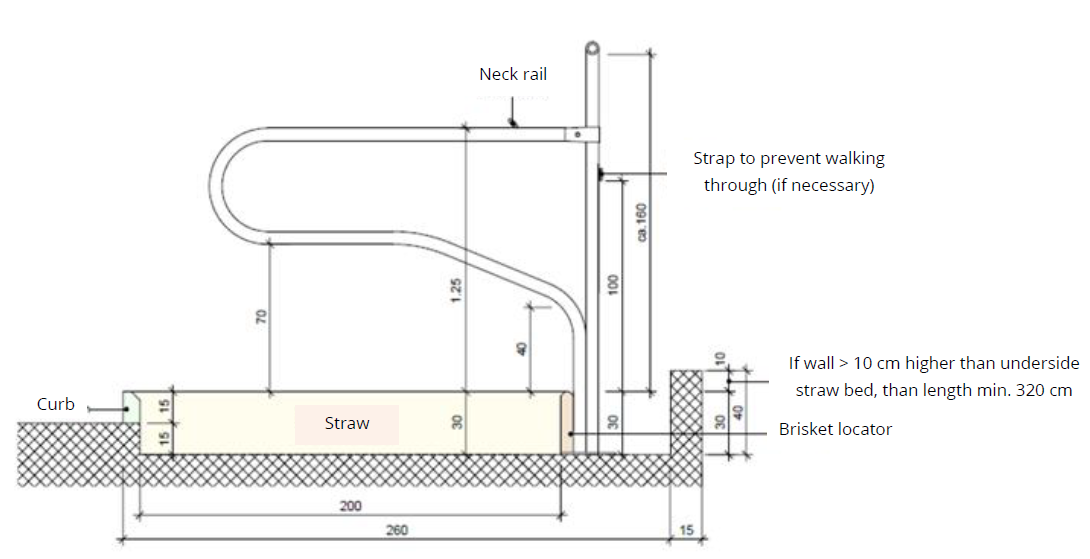 Neck rail
Strap to prevent walking
through (if necessary)
ca.160
1.25
100
70
40
10
If wall > 10 cm higher than underside
straw bed, than length min. 320 cm
Curb
15
15
Straw
30
30
30
40
Brisket locator
200
260
15